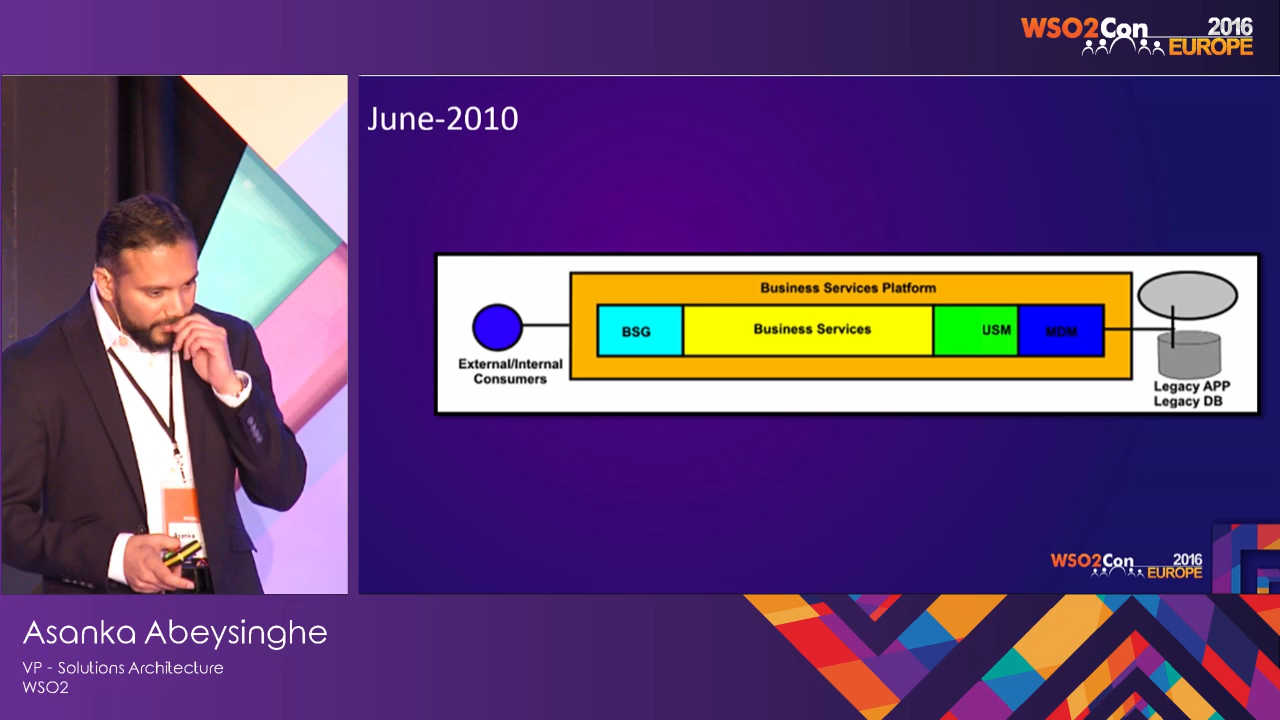 WSO2Con 2016
EUROPE
June-2010
Business Services Platform
BSG
Business Services
USM
MDM
External/Internal
Consumers
Legacy APP
Legacy DB
Asanka
WSO2Con 2016
EUROPE
Asanka Abeysinghe
VP - Solutions Architecture
WSO2